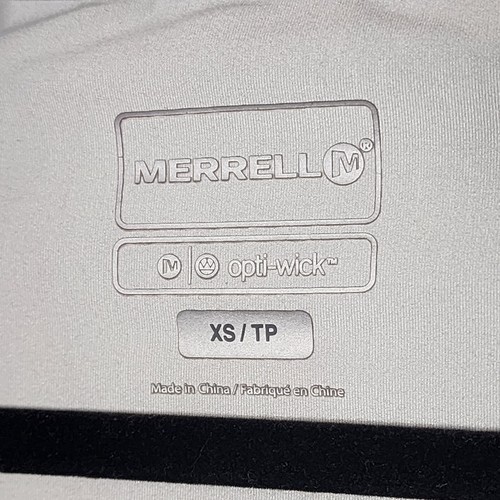 MERRELL M®
M opti-wick™
XS / TP
Made in China / Fabriqué en Chine